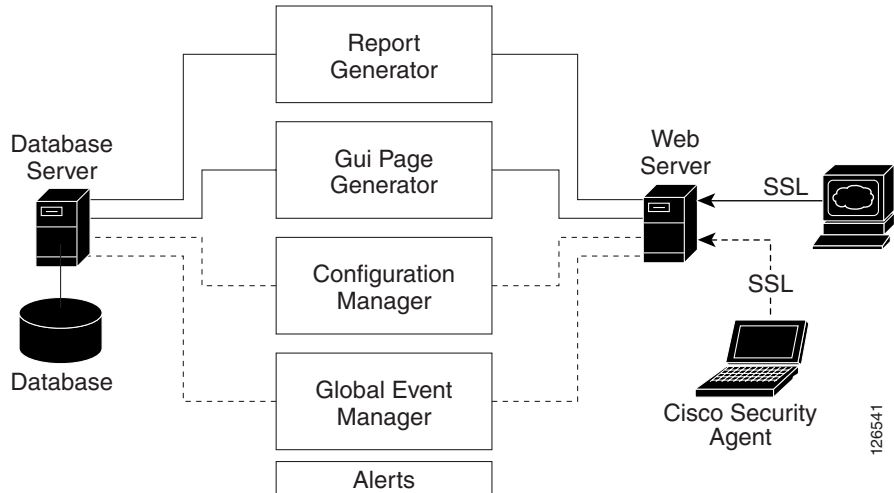 Report
Generator
Database
Server
Gui Page
Generator
Web
Server
SSL
Configuration
Manager
SSL
Database
Global Event
Manager
Cisco Security
Agent
126541
Alerts